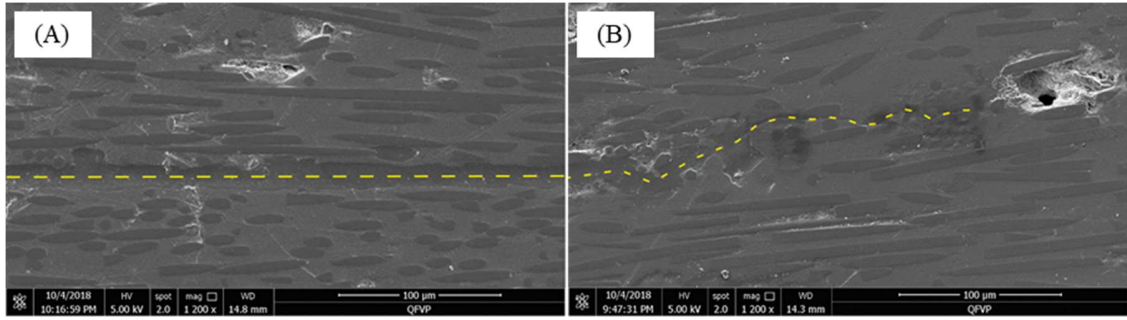 (A)
10/4/2018 HV spot mag WD 100 µm
10:16:59 PM 5.00 kV 2.0 1 200 x 14.8 mm QFVP
(B)
10/4/2018 HV spot mag WD 100 µm
9:47:31 PM 5.00 kV 2.0 1 200 x 14.3 mm QFVP